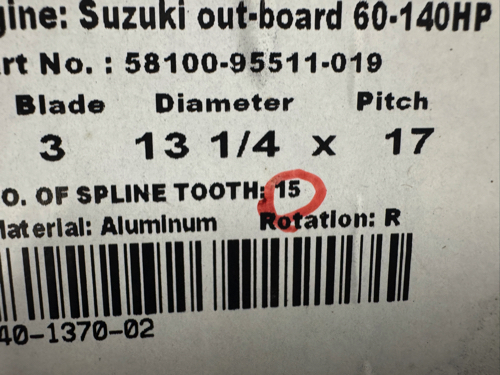 gine: Suzuki out-board 60-140HP
rt No. : 58100-95511-019
Blade Diameter Pitch
3 13 1/4 x 17
O. OF SPLINE TOOTH: 15
Material: Aluminum Rotation: R
40-1370-02